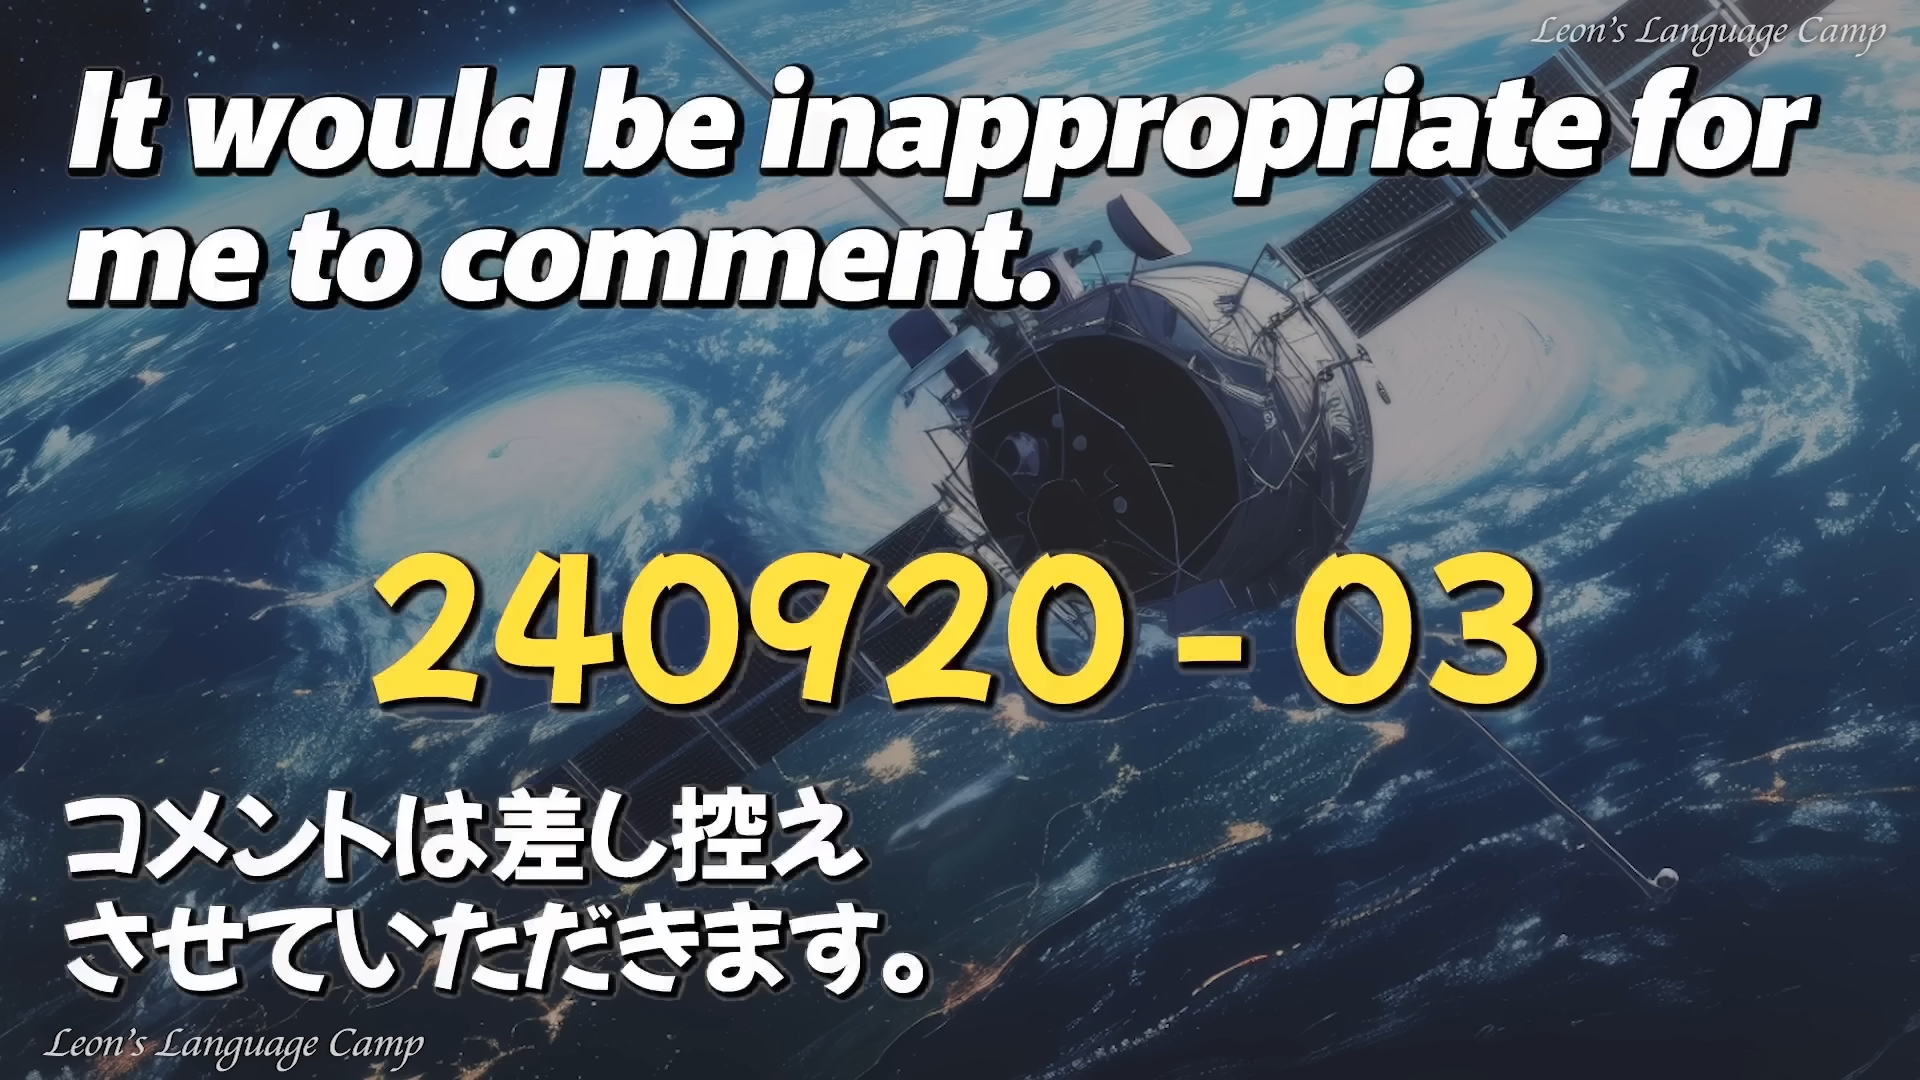 Leon's Language Camp
It would be inappropriate for
me to comment.
240920-03
コメントは差し控え
させていただきます。
Leon's Language Camp